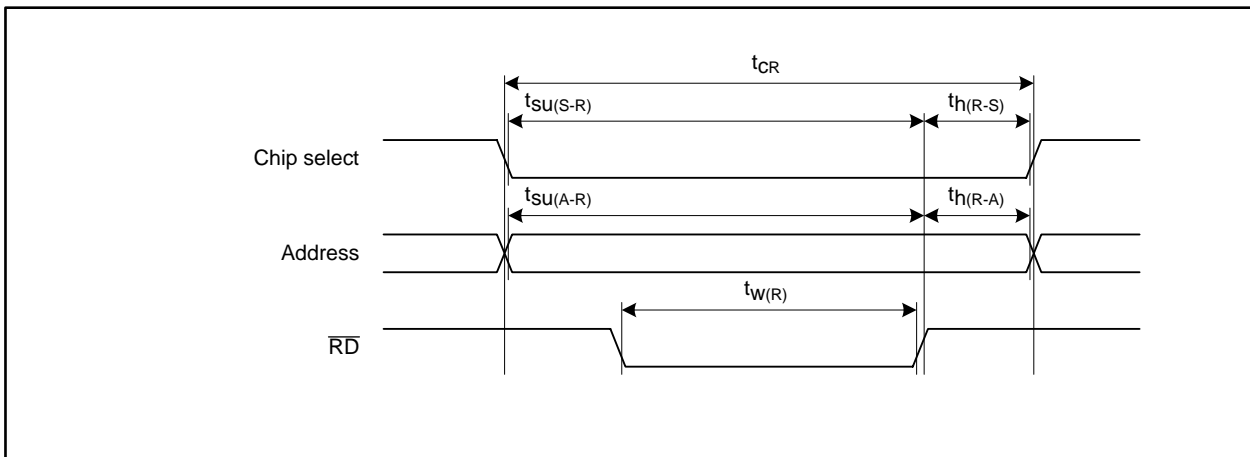 tCR
tsu(S-R) th(R-S)
Chip select
tsu(A-R) th(R-A)
Address
tw(R)
RD